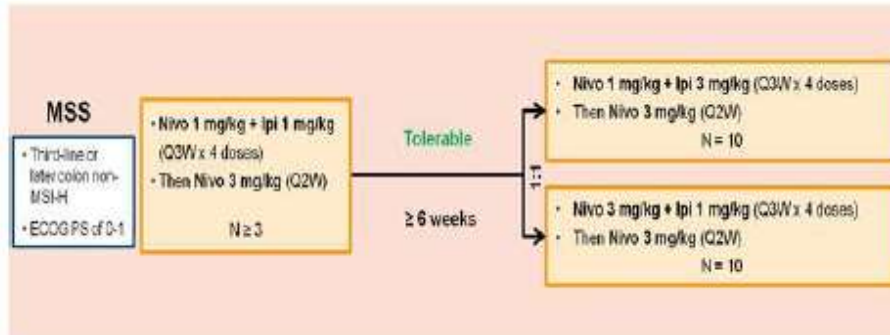 MSS
• Third-line or
later colon non-
MSI-H
• ECOG PS of 0-1
• Nivo 1 mg/kg + Ipi 1 mg/kg
(Q3W x 4 doses)
• Then Nivo 3 mg/kg (Q2W)
N ≥ 3
Tolerable
≥ 6 weeks
1:1
• Nivo 1 mg/kg + Ipi 3 mg/kg (Q3W x 4 doses)
• Then Nivo 3 mg/kg (Q2W)
N = 10
• Nivo 3 mg/kg + Ipi 1 mg/kg (Q3W x 4 doses)
• Then Nivo 3 mg/kg (Q2W)
N = 10